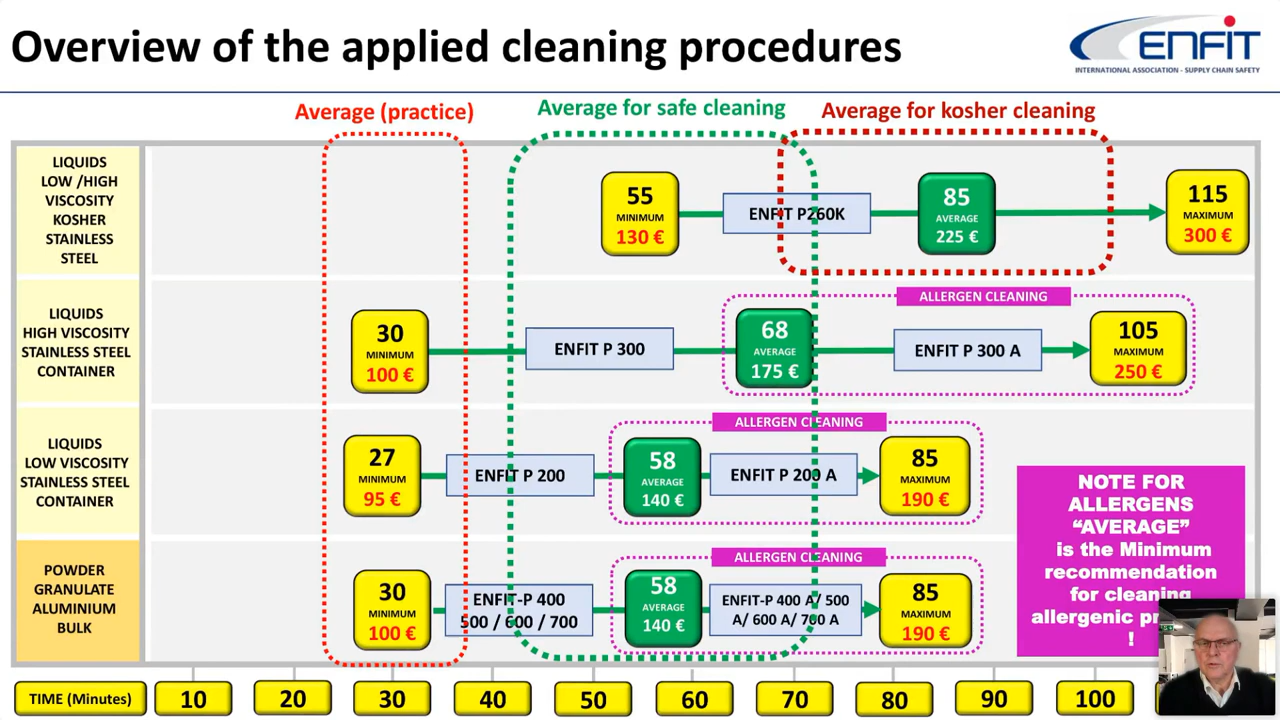 Overview of the applied cleaning procedures
ENFIT
INTERNATIONAL ASSOCIATION - SUPPLY CHAIN SAFETY
Average (practice)
Average for safe cleaning
Average for kosher cleaning
LIQUIDS
LOW /HIGH
VISCOSITY
KOSHER
STAINLESS
STEEL
55
MINIMUM
130 €
ENFIT P260K
85
AVERAGE
225 €
115
MAXIMUM
300 €
LIQUIDS
HIGH VISCOSITY
STAINLESS STEEL
CONTAINER
30
MINIMUM
100 €
ENFIT P 300
ALLERGEN CLEANING
68
AVERAGE
175 €
ENFIT P 300 A
105
MAXIMUM
250 €
LIQUIDS
LOW VISCOSITY
STAINLESS STEEL
CONTAINER
27
MINIMUM
95 €
ENFIT P 200
ALLERGEN CLEANING
58
AVERAGE
140 €
ENFIT P 200 A
85
MAXIMUM
190 €
POWDER
GRANULATE
ALUMINIUM
BULK
30
MINIMUM
100 €
ENFIT-P 400
500 / 600 / 700
ALLERGEN CLEANING
58
AVERAGE
140 €
ENFIT-P 400 A/ 500
A/ 600 A/ 700 A
85
MAXIMUM
190 €
NOTE FOR
ALLERGENS
“AVERAGE”
is the Minimum
recommendation
for cleaning
allergenic
!
TIME (Minutes)
10
20
30
40
50
60
70
80
90
100